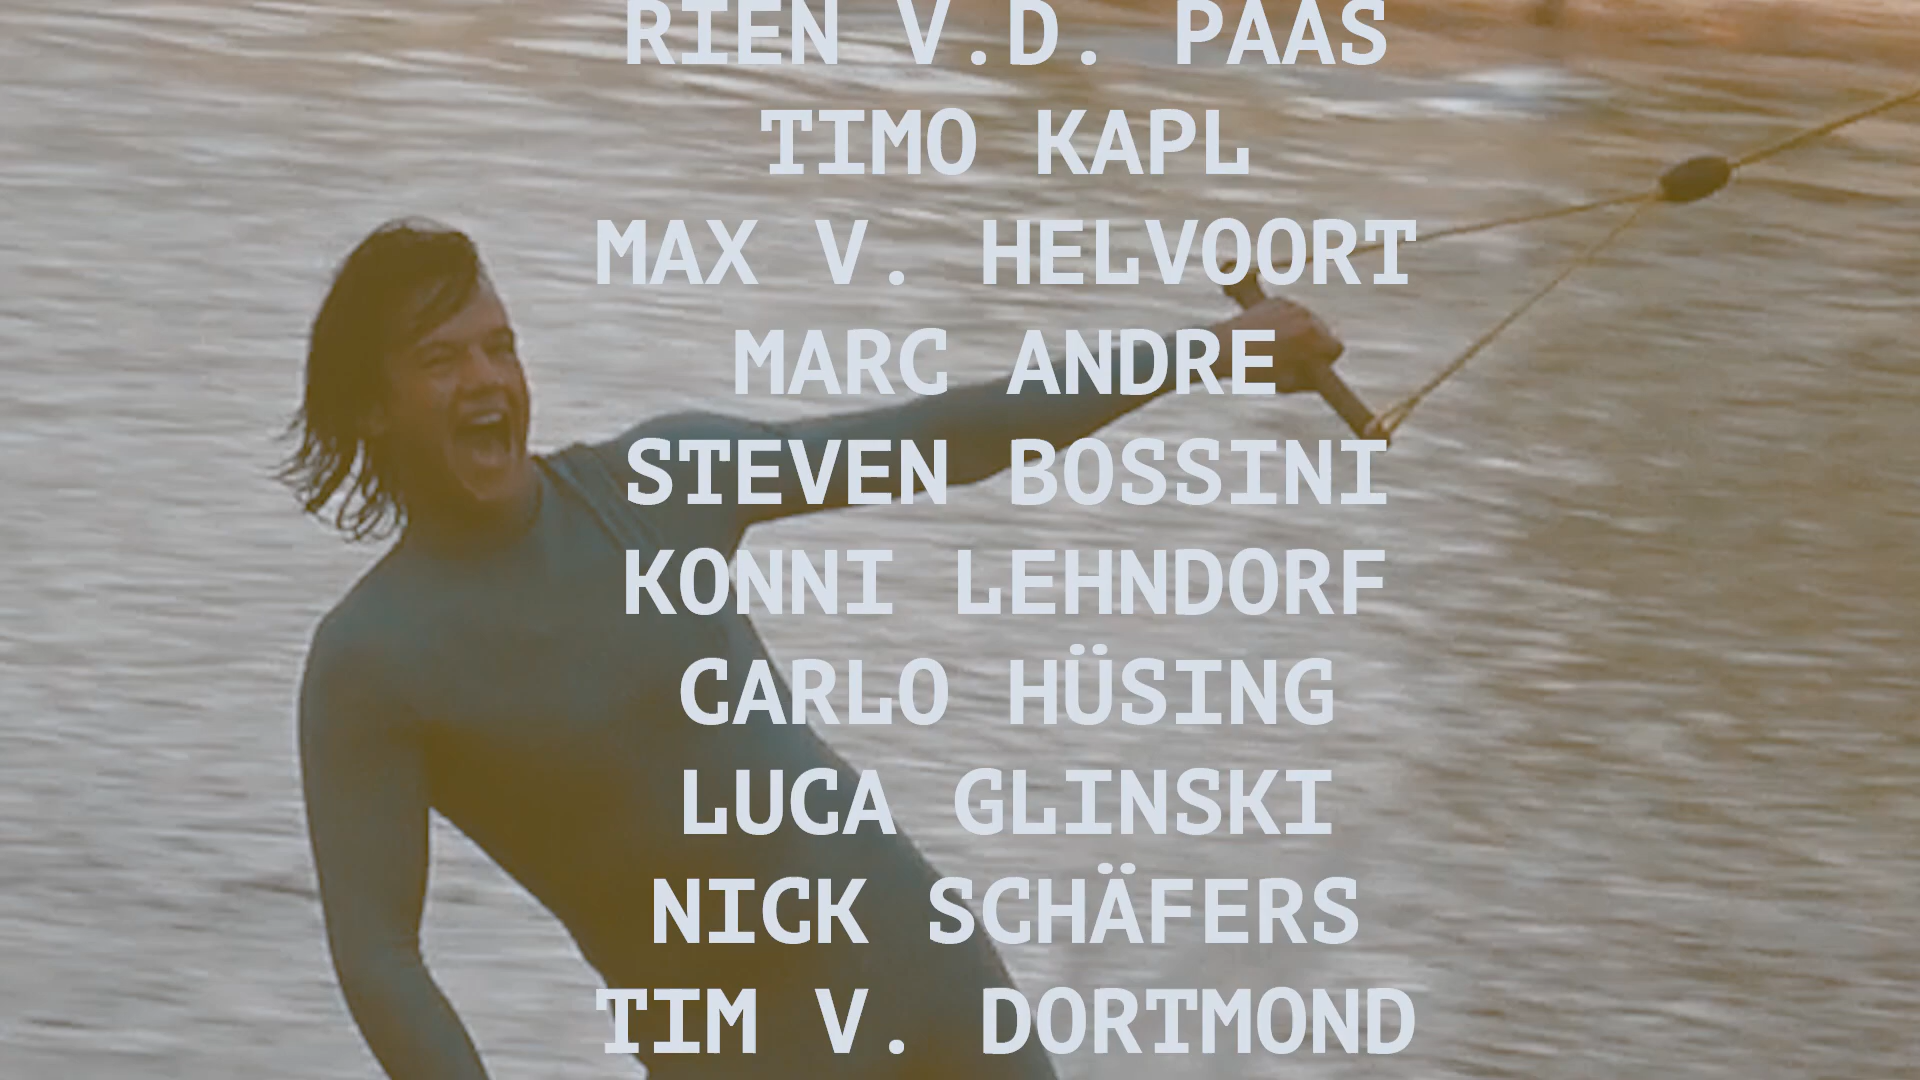 RIEN V.D. PAAS
TIMO KAPL
MAX V. HELVOORT
MARC ANDRE
STEVEN BOSSINI
KONNI LEHNDORF
CARLO HÜSING
LUCA GLINSKI
NICK SCHÄFERS
TIM V. DORTMOND